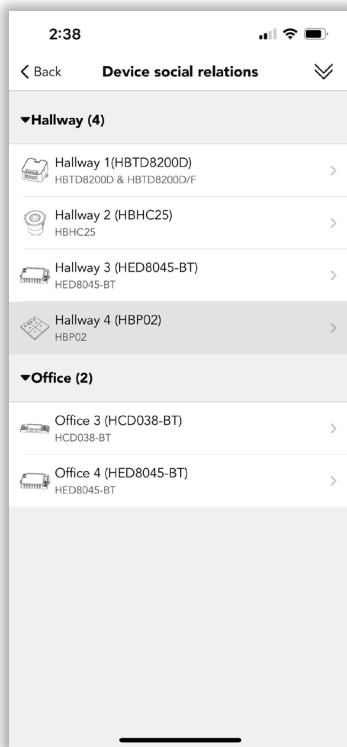 2:38
Back
Device social relations
Hallway (4)
Hallway 1(HBTD8200D)
HBTD8200D & HBTD8200D/F
Hallway 2 (HBHC25)
HBHC25
Hallway 3 (HED8045-BT)
HED8045-BT
Hallway 4 (HBP02)
HBP02
Office (2)
Office 3 (HCD038-BT)
HCD038-BT
Office 4 (HED8045-BT)
HED8045-BT